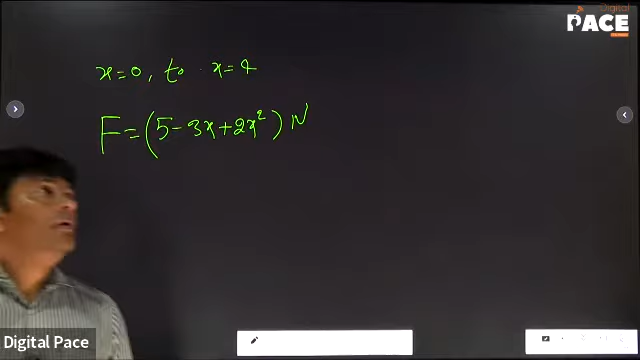 Digital
PACE
x=0, to x=4
F=(5-3x+2x²) N
Digital Pace